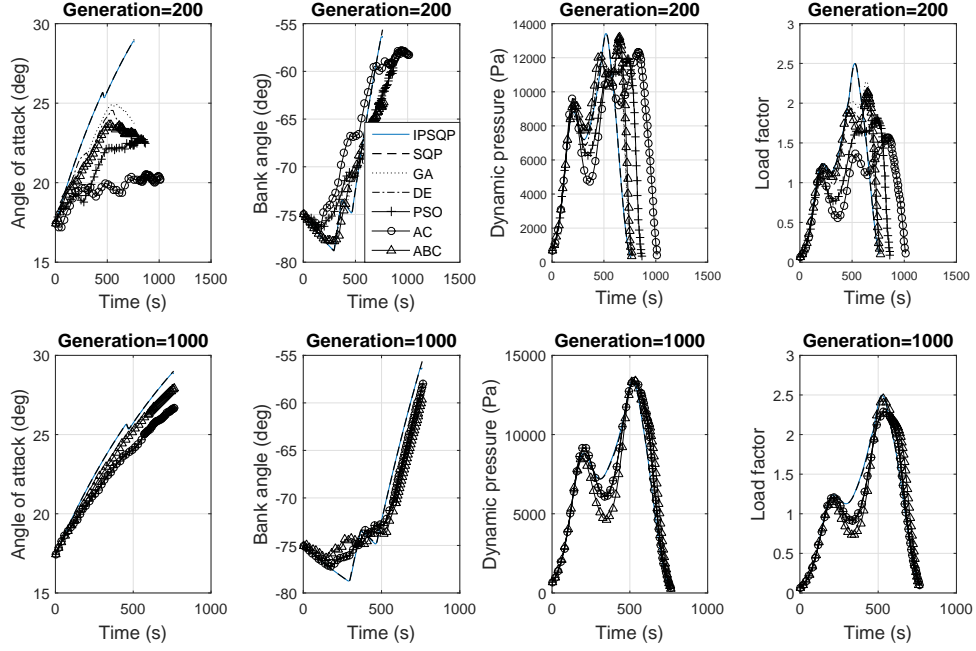 Generation=200
30
25
20
15
0
500
1000
1500
Angle of attack (deg)
Time (s)
Generation=200
-55
-60
-65
-70
-75
-80
0
500
1000
1500
Bank angle (deg)
Time (s)
IPSQP
SQP
GA
DE
PSO
AC
ABC
Generation=200
14000
12000
10000
8000
6000
4000
2000
0
0
500
1000
1500
Dynamic pressure (Pa)
Time (s)
Generation=200
3
2.5
2
1.5
1
0.5
0
0
500
1000
1500
Load factor
Time (s)
Generation=1000
30
25
20
15
0
500
1000
Angle of attack (deg)
Time (s)
Generation=1000
-55
-60
-65
-70
-75
-80
0
500
1000
Bank angle (deg)
Time (s)
Generation=1000
15000
10000
5000
0
0
500
1000
Dynamic pressure (Pa)
Time (s)
Generation=1000
3
2.5
2
1.5
1
0.5
0
0
500
1000
Load factor
Time (s)